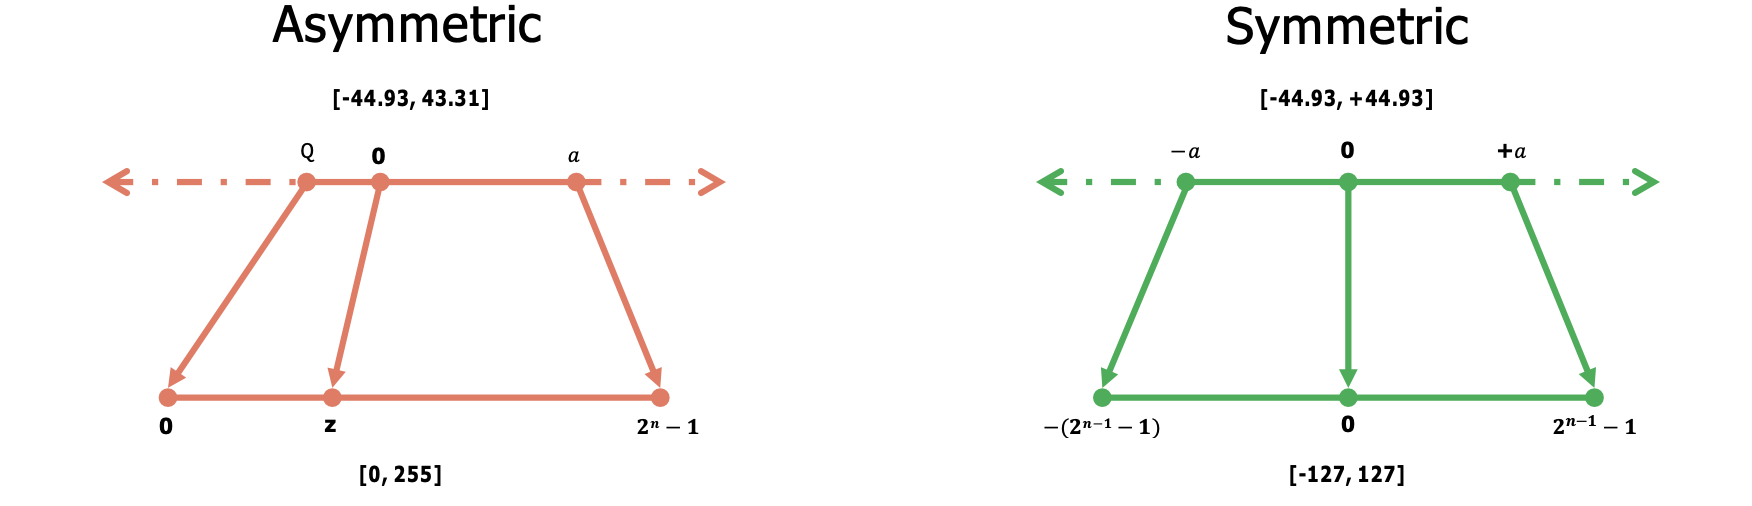 Asymmetric
[-44.93, 43.31]
Q 0 a
0 z 2ⁿ − 1
[0, 255]
Symmetric
[-44.93, +44.93]
−a 0 +a
−(2ⁿ⁻¹ − 1) 0 2ⁿ⁻¹ − 1
[-127, 127]